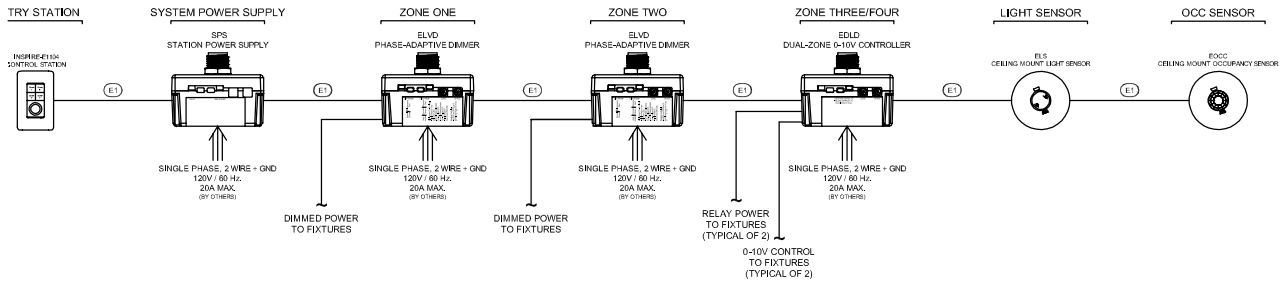 TRY STATION
SYSTEM POWER SUPPLY
ZONE ONE
ZONE TWO
ZONE THREE/FOUR
LIGHT SENSOR
OCC SENSOR
INSPIRE-E1104
CONTROL STATION
SPS
STATION POWER SUPPLY
ELVD
PHASE-ADAPTIVE DIMMER
ELVD
PHASE-ADAPTIVE DIMMER
EDLD
DUAL-ZONE 0-10V CONTROLLER
ELS
CEILING MOUNT LIGHT SENSOR
EOCC
CEILING MOUNT OCCUPANCY SENSOR
E1
E1
E1
E1
E1
E1
SINGLE PHASE, 2 WIRE + GND
120V / 60 Hz.
20A MAX.
(BY OTHERS)
SINGLE PHASE, 2 WIRE + GND
120V / 60 Hz.
20A MAX.
(BY OTHERS)
SINGLE PHASE, 2 WIRE + GND
120V / 60 Hz.
20A MAX.
(BY OTHERS)
SINGLE PHASE, 2 WIRE + GND
120V / 60 Hz.
20A MAX.
(BY OTHERS)
DIMMED POWER
TO FIXTURES
DIMMED POWER
TO FIXTURES
RELAY POWER
TO FIXTURES
(TYPICAL OF 2)
0-10V CONTROL
TO FIXTURES
(TYPICAL OF 2)